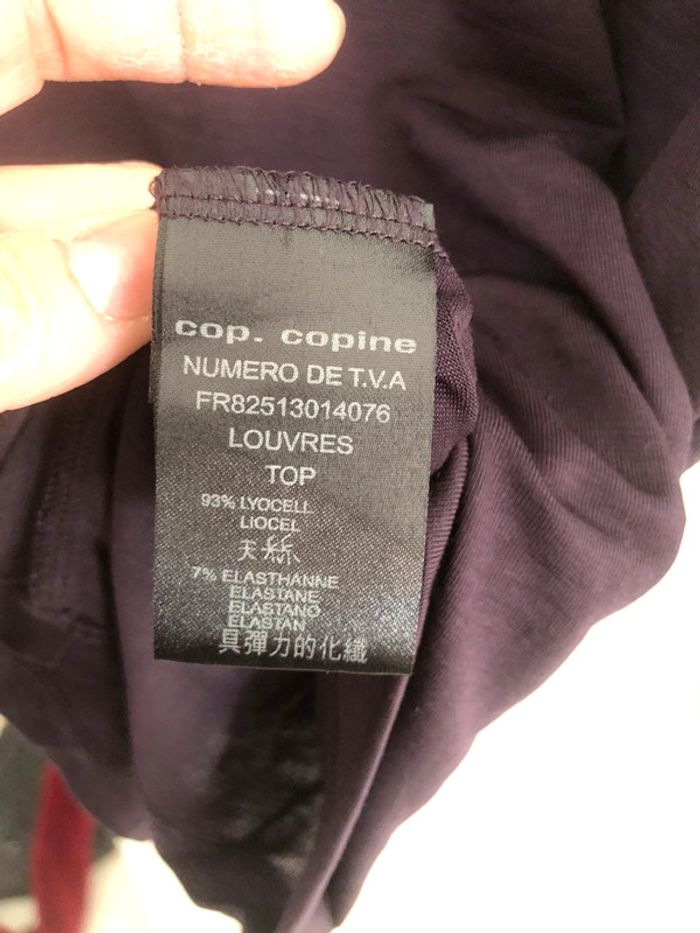 cop. copine
NUMERO DE T.V.A
FR82513014076
LOUVRES
TOP
93% LYOCELL
LIOCEL
天絲
7% ELASTHANNE
ELASTANE
ELASTANO
ELASTAN
具彈力的化纖